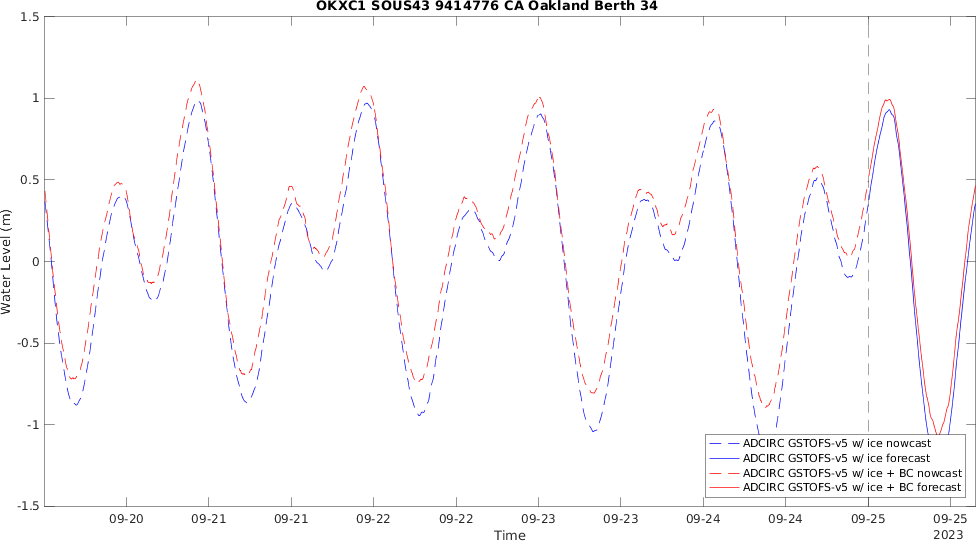 OKXC1 SOUS43 9414776 CA Oakland Berth 34
1.5
1
0.5
0
-0.5
-1
-1.5
Water Level (m)
ADCIRC GSTOFS-v5 w/ ice nowcast
ADCIRC GSTOFS-v5 w/ ice forecast
ADCIRC GSTOFS-v5 w/ ice + BC nowcast
ADCIRC GSTOFS-v5 w/ ice + BC forecast
09-20 09-21 09-21 09-22 09-22 09-23 09-23 09-24 09-24 09-25 09-25
Time 2023